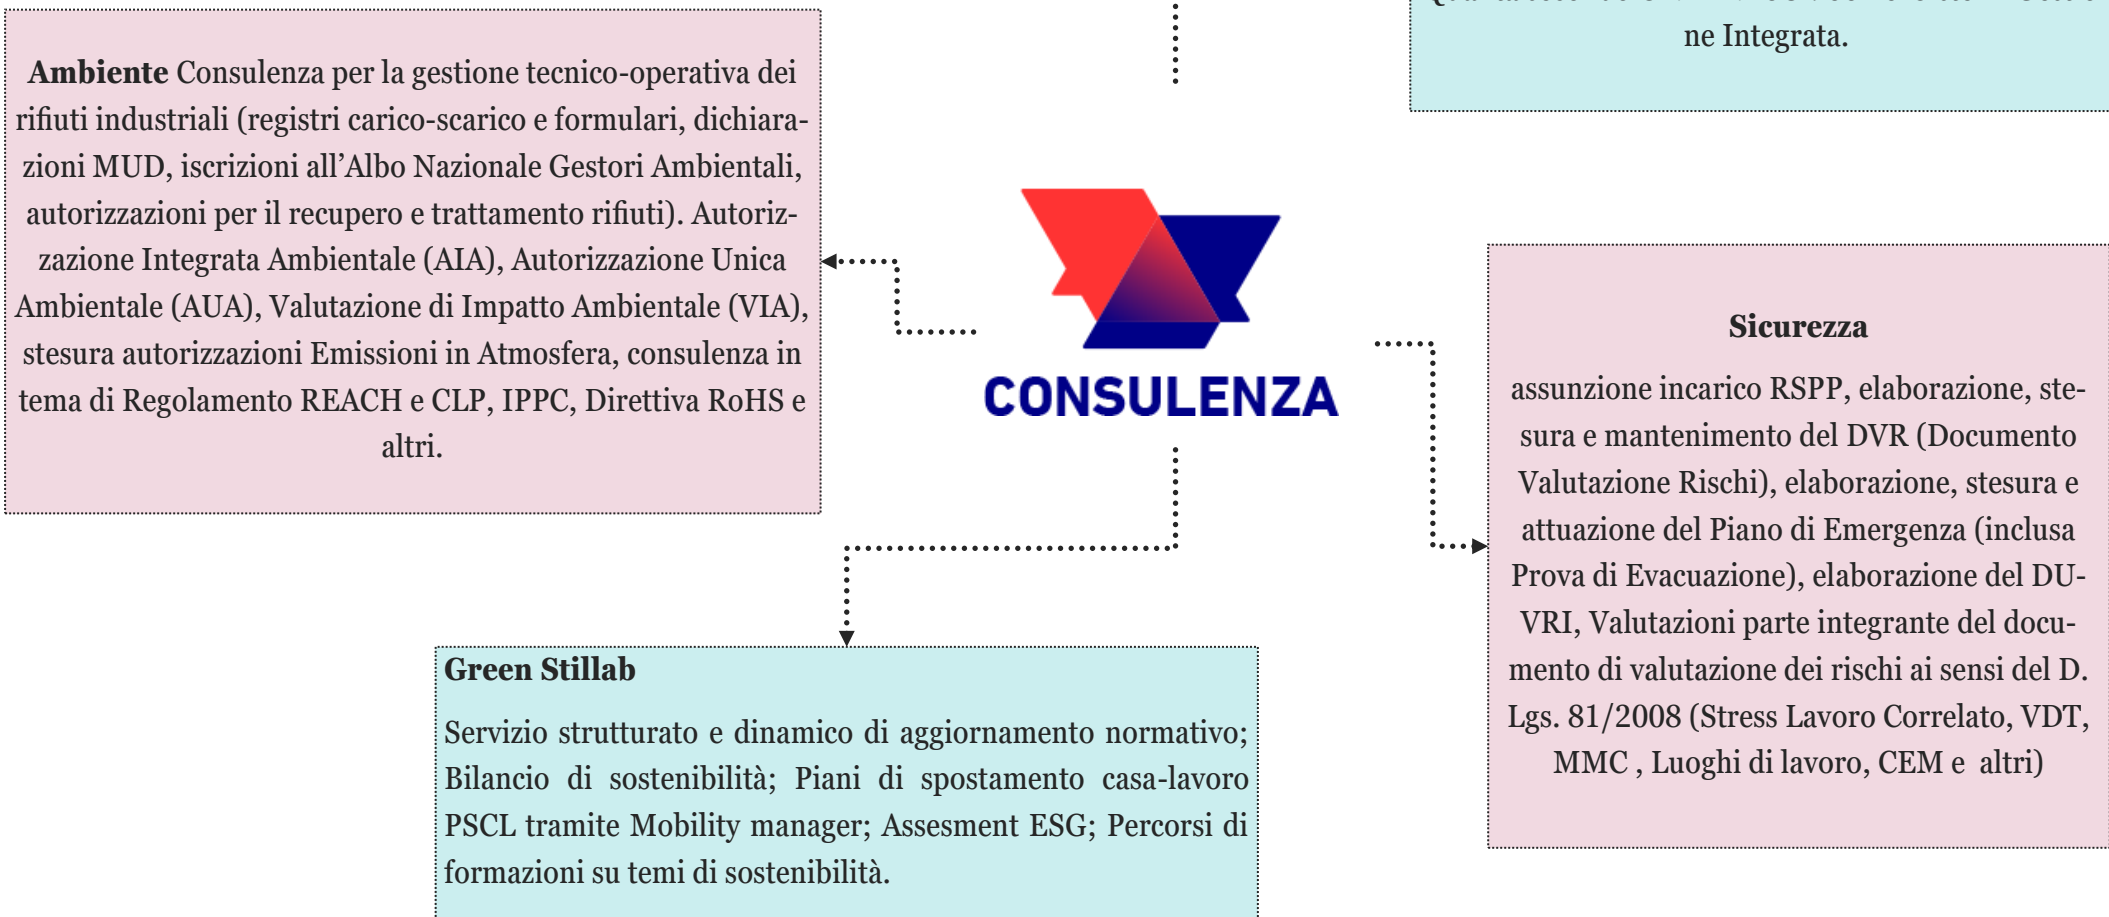 ne Integrata.
Ambiente Consulenza per la gestione tecnico-operativa dei
rifiuti industriali (registri carico-scarico e formulari, dichiara-
zioni MUD, iscrizioni all’Albo Nazionale Gestori Ambientali,
autorizzazioni per il recupero e trattamento rifiuti). Autoriz-
zazione Integrata Ambientale (AIA), Autorizzazione Unica
Ambientale (AUA), Valutazione di Impatto Ambientale (VIA),
stesura autorizzazioni Emissioni in Atmosfera, consulenza in
tema di Regolamento REACH e CLP, IPPC, Direttiva RoHS e
altri.
CONSULENZA
Sicurezza
assunzione incarico RSPP, elaborazione, ste-
sura e mantenimento del DVR (Documento
Valutazione Rischi), elaborazione, stesura e
attuazione del Piano di Emergenza (inclusa
Prova di Evacuazione), elaborazione del DU-
VRI, Valutazioni parte integrante del docu-
mento di valutazione dei rischi ai sensi del D.
Lgs. 81/2008 (Stress Lavoro Correlato, VDT,
MMC , Luoghi di lavoro, CEM e  altri)
Green Stillab
Servizio strutturato e dinamico di aggiornamento normativo;
Bilancio di sostenibilità; Piani di spostamento casa-lavoro
PSCL tramite Mobility manager; Assesment ESG; Percorsi di
formazioni su temi di sostenibilità.